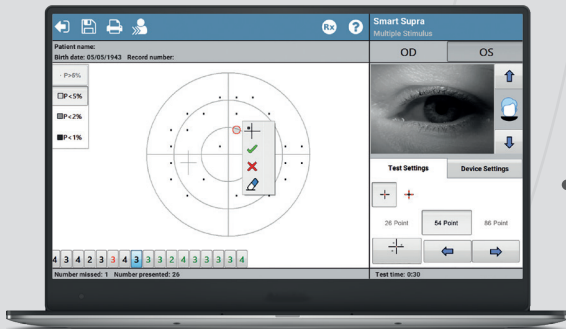 Rx ?
Smart Supra
Multiple Stimulus
Patient name:
Birth date: 05/05/1943 Record number:
OD OS
- P>5%
P<5%
P<2%
P<1%
Test Settings Device Settings
26 Point 54 Point 86 Point
4 3 4 2 3 3 4 3 3 3 2 4 3 3 3 3 4
Number missed: 1 Number presented: 26
Test time: 0:30